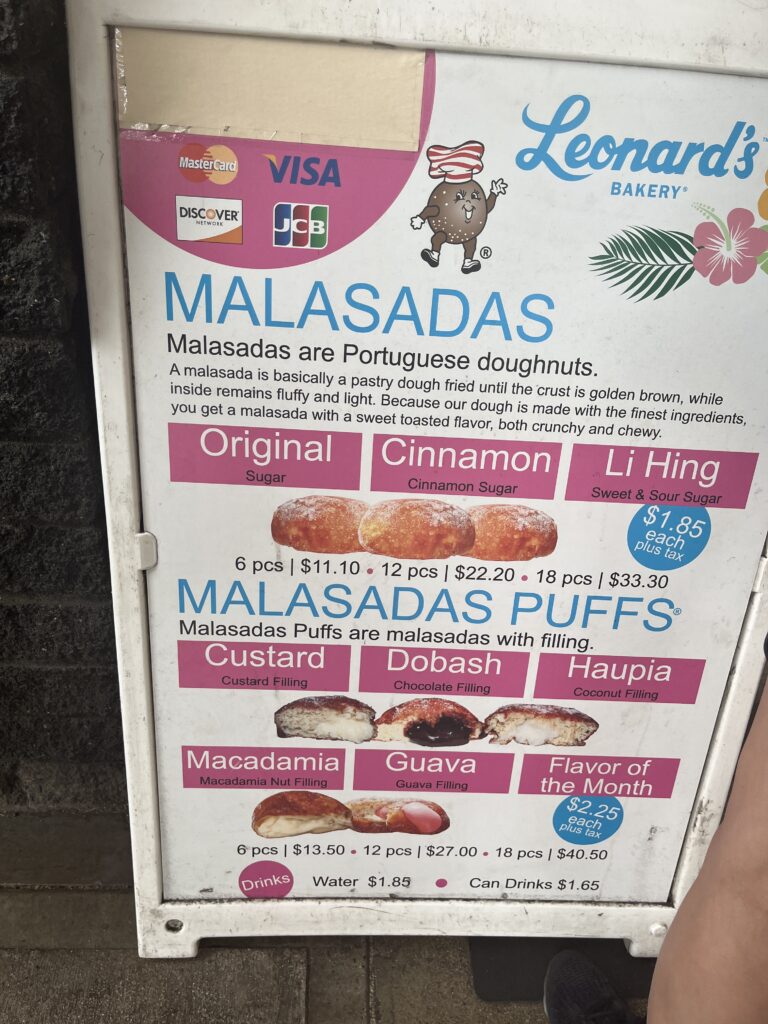 MasterCard
VISA
DISCOVER
NETWORK
JCB
®
Leonard's™
BAKERY®
MALASADAS
Malasadas are Portuguese doughnuts.
A malasada is basically a pastry dough fried until the crust is golden brown, while
inside remains fluffy and light. Because our dough is made with the finest ingredients,
you get a malasada with a sweet toasted flavor, both crunchy and chewy.
Original
Sugar
Cinnamon
Cinnamon Sugar
Li Hing
Sweet & Sour Sugar
$1.85
each
plus tax
6 pcs | $11.10 • 12 pcs | $22.20 • 18 pcs | $33.30
MALASADAS PUFFS®
Malasadas Puffs are malasadas with filling.
Custard
Custard Filling
Dobash
Chocolate Filling
Haupia
Coconut Filling
Macadamia
Macadamia Nut Filling
Guava
Guava Filling
Flavor of
the Month
$2.25
each
plus tax
6 pcs | $13.50 • 12 pcs | $27.00 • 18 pcs | $40.50
Drinks
Water $1.85 • Can Drinks $1.65